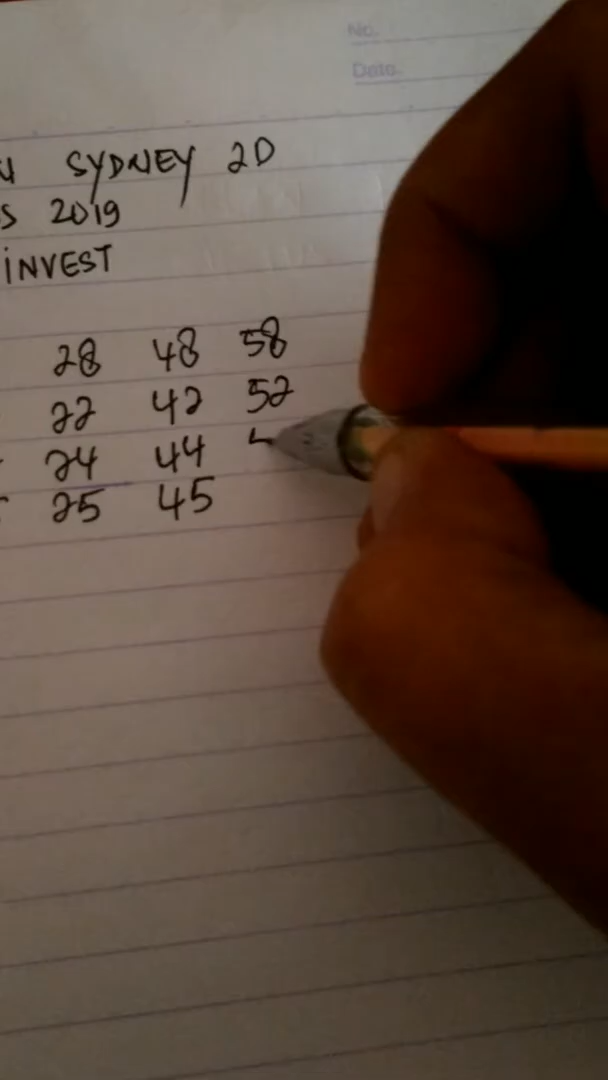 No.
Date.
SYDNEY 2D
S 2019
INVEST
28 48 58
22 42 52
24 44
25 45